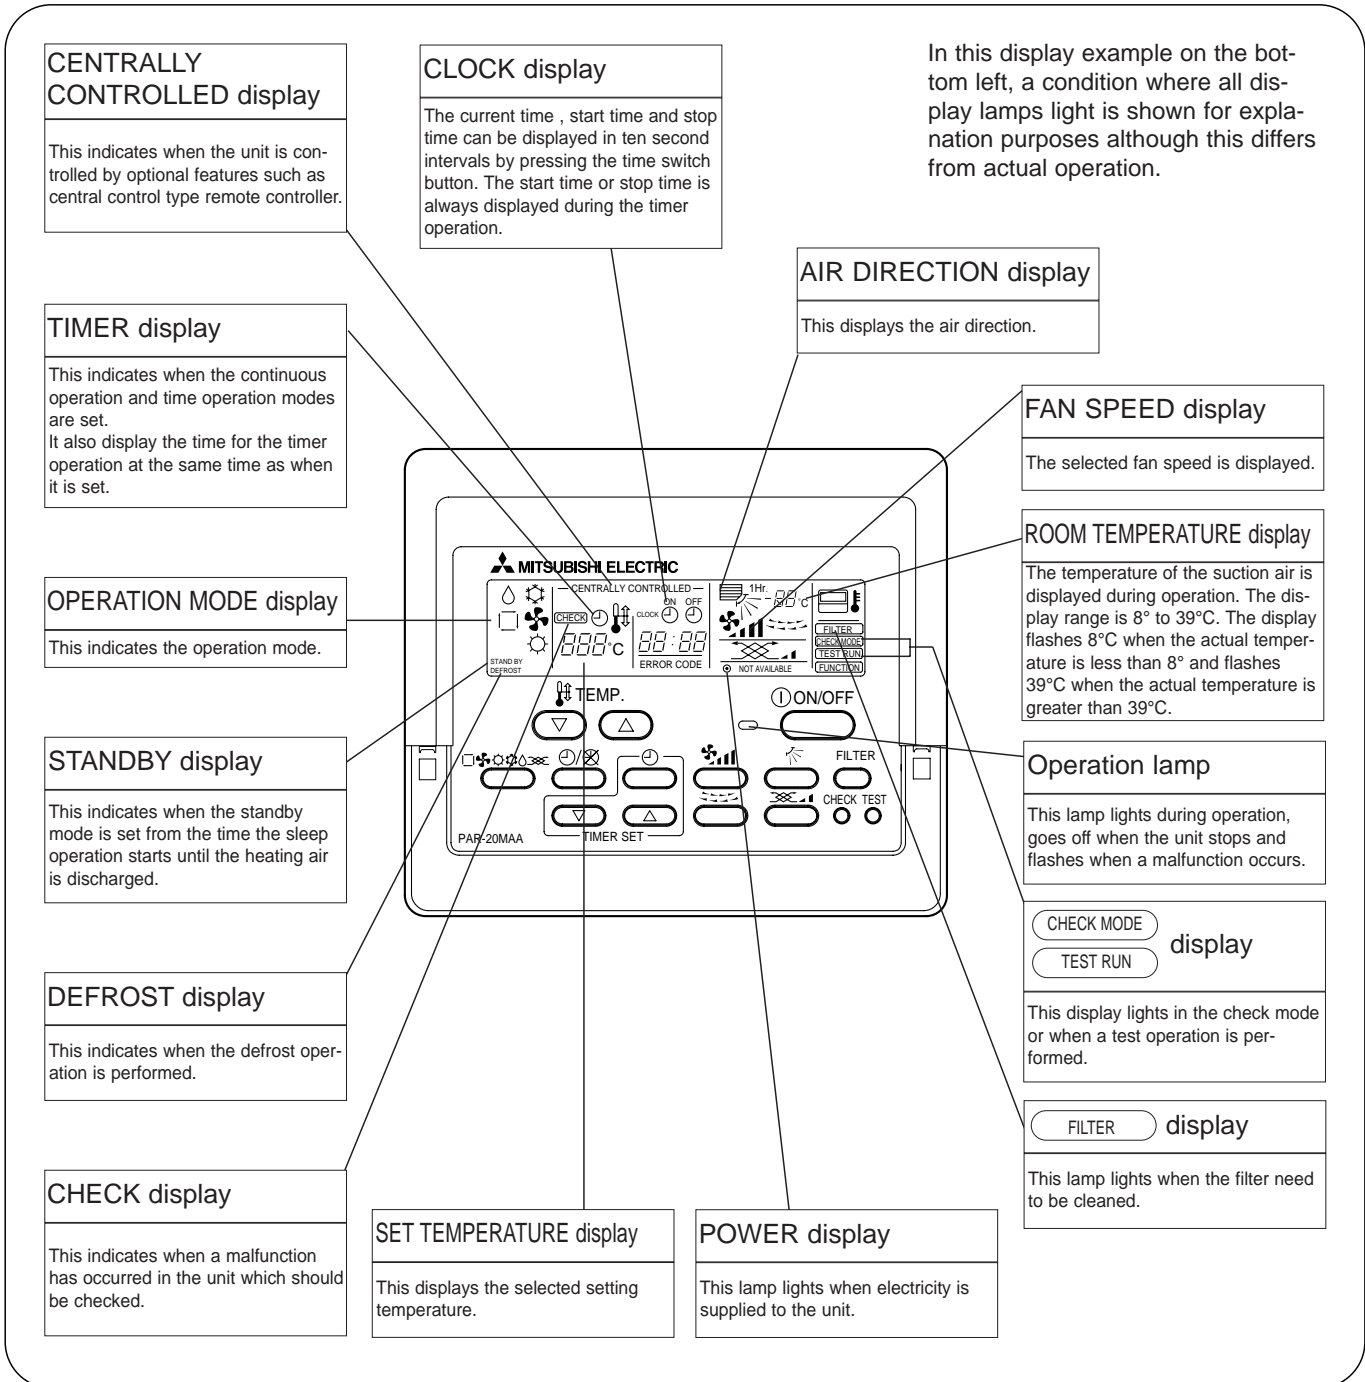 CENTRALLY
CONTROLLED display
This indicates when the unit is con-
trolled by optional features such as
central control type remote controller.
CLOCK display
The current time , start time and stop
time can be displayed in ten second
intervals by pressing the time switch
button. The start time or stop time is
always displayed during the timer
operation.
In this display example on the bot-
tom left, a condition where all dis-
play lamps light is shown for expla-
nation purposes although this differs
from actual operation.
AIR DIRECTION display
This displays the air direction.
TIMER display
This indicates when the continuous
operation and time operation modes
are set.
It also display the time for the timer
operation at the same time as when
it is set.
FAN SPEED display
The selected fan speed is displayed.
ROOM TEMPERATURE display
The temperature of the suction air is
displayed during operation. The dis-
play range is 8° to 39°C. The display
flashes 8°C when the actual temper-
ature is less than 8° and flashes
39°C when the actual temperature is
greater than 39°C.
OPERATION MODE display
This indicates the operation mode.
MITSUBISHI ELECTRIC
CENTRALLY CONTROLLED
ON OFF
CLOCK
CHECK
888°C
88:88
ERROR CODE
1Hr.
-88°C
NOT AVAILABLE
FILTER
CHECK MODE
TEST RUN
FUNCTION
STAND BY
DEFROST
TEMP.
ON/OFF
FILTER
CHECK TEST
PAR-20MAA
TIMER SET
STANDBY display
This indicates when the standby
mode is set from the time the sleep
operation starts until the heating air
is discharged.
Operation lamp
This lamp lights during operation,
goes off when the unit stops and
flashes when a malfunction occurs.
CHECK MODE
TEST RUN
display
This display lights in the check mode
or when a test operation is per-
formed.
DEFROST display
This indicates when the defrost oper-
ation is performed.
FILTER display
This lamp lights when the filter need
to be cleaned.
CHECK display
This indicates when a malfunction
has occurred in the unit which should
be checked.
SET TEMPERATURE display
This displays the selected setting
temperature.
POWER display
This lamp lights when electricity is
supplied to the unit.